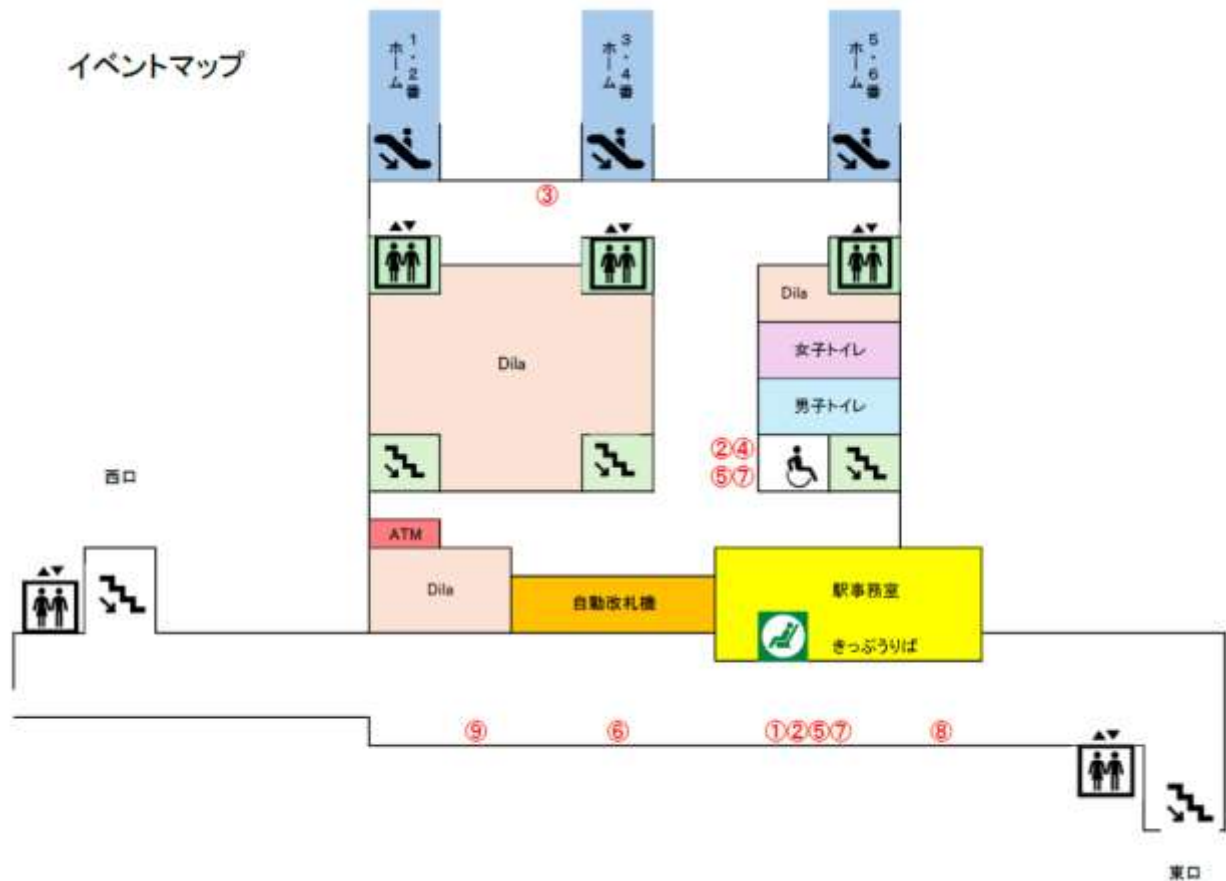 イベントマップ
1・2番
ホーム
3・4番
ホーム
5・6番
ホーム
③
▲▼
▲▼
▲▼
Dila
Dila
女子トイレ
男子トイレ
②④
⑤⑦
西口
ATM
▲▼
Dila
自動改札機
駅事務室
きっぷうりば
⑨
⑥
①②⑤⑦
⑧
▲▼
東口